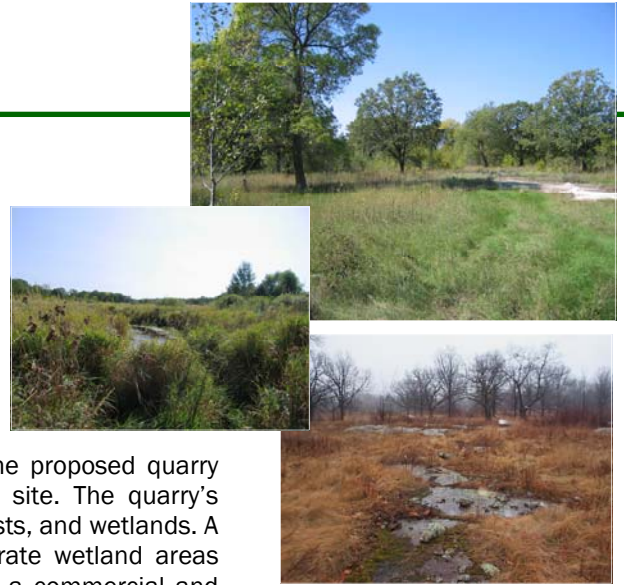 he proposed quarry
site. The quarry's
sts, and wetlands. A
rate wetland areas
a commercial and